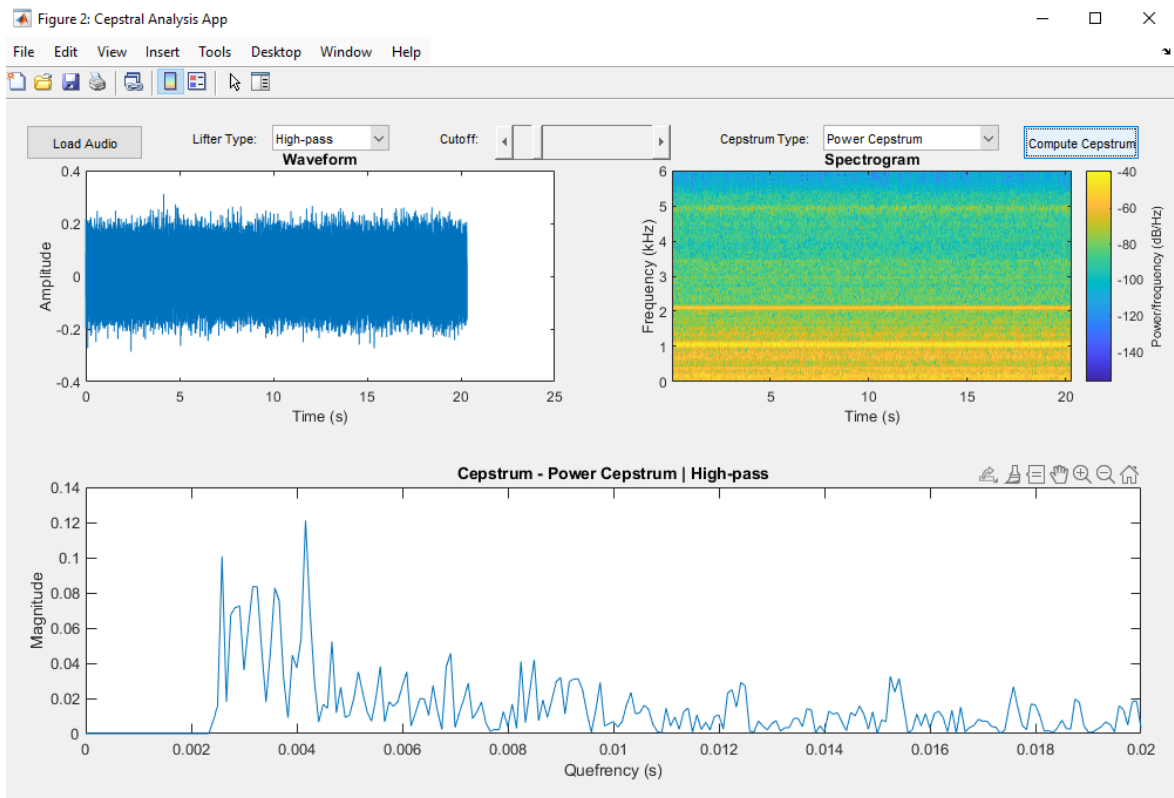 Figure 2: Cepstral Analysis App
File Edit View Insert Tools Desktop Window Help
Load Audio
Lifter Type: High-pass
Cutoff:
Cepstrum Type: Power Cepstrum
Compute Cepstrum
Waveform
0.4
0.2
0
-0.2
-0.4
Amplitude
0 5 10 15 20 25
Time (s)
Spectrogram
6
5
4
3
2
1
0
Frequency (kHz)
5 10 15 20
Time (s)
-40
-60
-80
-100
-120
-140
Power/frequency (dB/Hz)
Cepstrum - Power Cepstrum | High-pass
0.14
0.12
0.1
0.08
0.06
0.04
0.02
0
Magnitude
0 0.002 0.004 0.006 0.008 0.01 0.012 0.014 0.016 0.018 0.02
Quefrency (s)